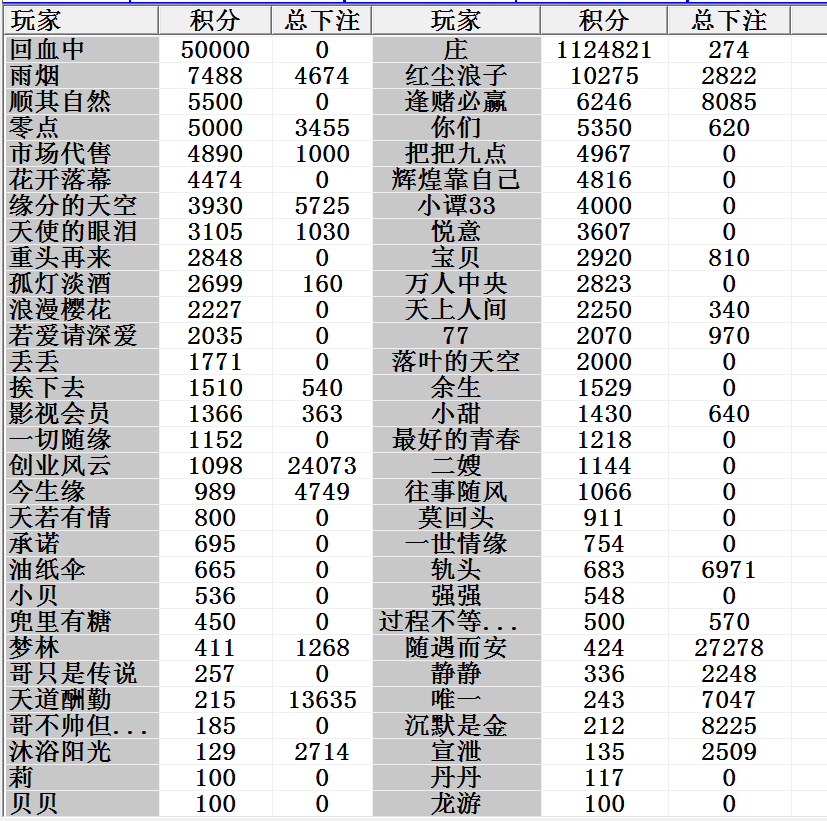 玩家 积分 总下注 玩家 积分 总下注
回血中 50000 0 庄 1124821 274
雨烟 7488 4674 红尘浪子 10275 2822
顺其自然 5500 0 逢赌必赢 6246 8085
零点 5000 3455 你们 5350 620
市场代售 4890 1000 把把九点 4967 0
花开落幕 4474 0 辉煌靠自己 4816 0
缘分的天空 3930 5725 小谭33 4000 0
天使的眼泪 3105 1030 悦意 3607 0
重头再来 2848 0 宝贝 2920 810
孤灯淡酒 2699 160 万人中央 2823 0
浪漫樱花 2227 0 天上人间 2250 340
若爱请深爱 2035 0 77 2070 970
丢丢 1771 0 落叶的天空 2000 0
挨下去 1510 540 余生 1529 0
影视会员 1366 363 小甜 1430 640
一切随缘 1152 0 最好的青春 1218 0
创业风云 1098 24073 二嫂 1144 0
今生缘 989 4749 往事随风 1066 0
天若有情 800 0 莫回头 911 0
承诺 695 0 一世情缘 754 0
油纸伞 665 0 轨头 683 6971
小贝 536 0 强强 548 0
兜里有糖 450 0 过程不等... 500 570
梦林 411 1268 随遇而安 424 27278
哥只是传说 257 0 静静 336 2248
天道酬勤 215 13635 唯一 243 7047
哥不帅但... 185 0 沉默是金 212 8225
沐浴阳光 129 2714 宣泄 135 2509
莉 100 0 丹丹 117 0
贝贝 100 0 龙游 100 0